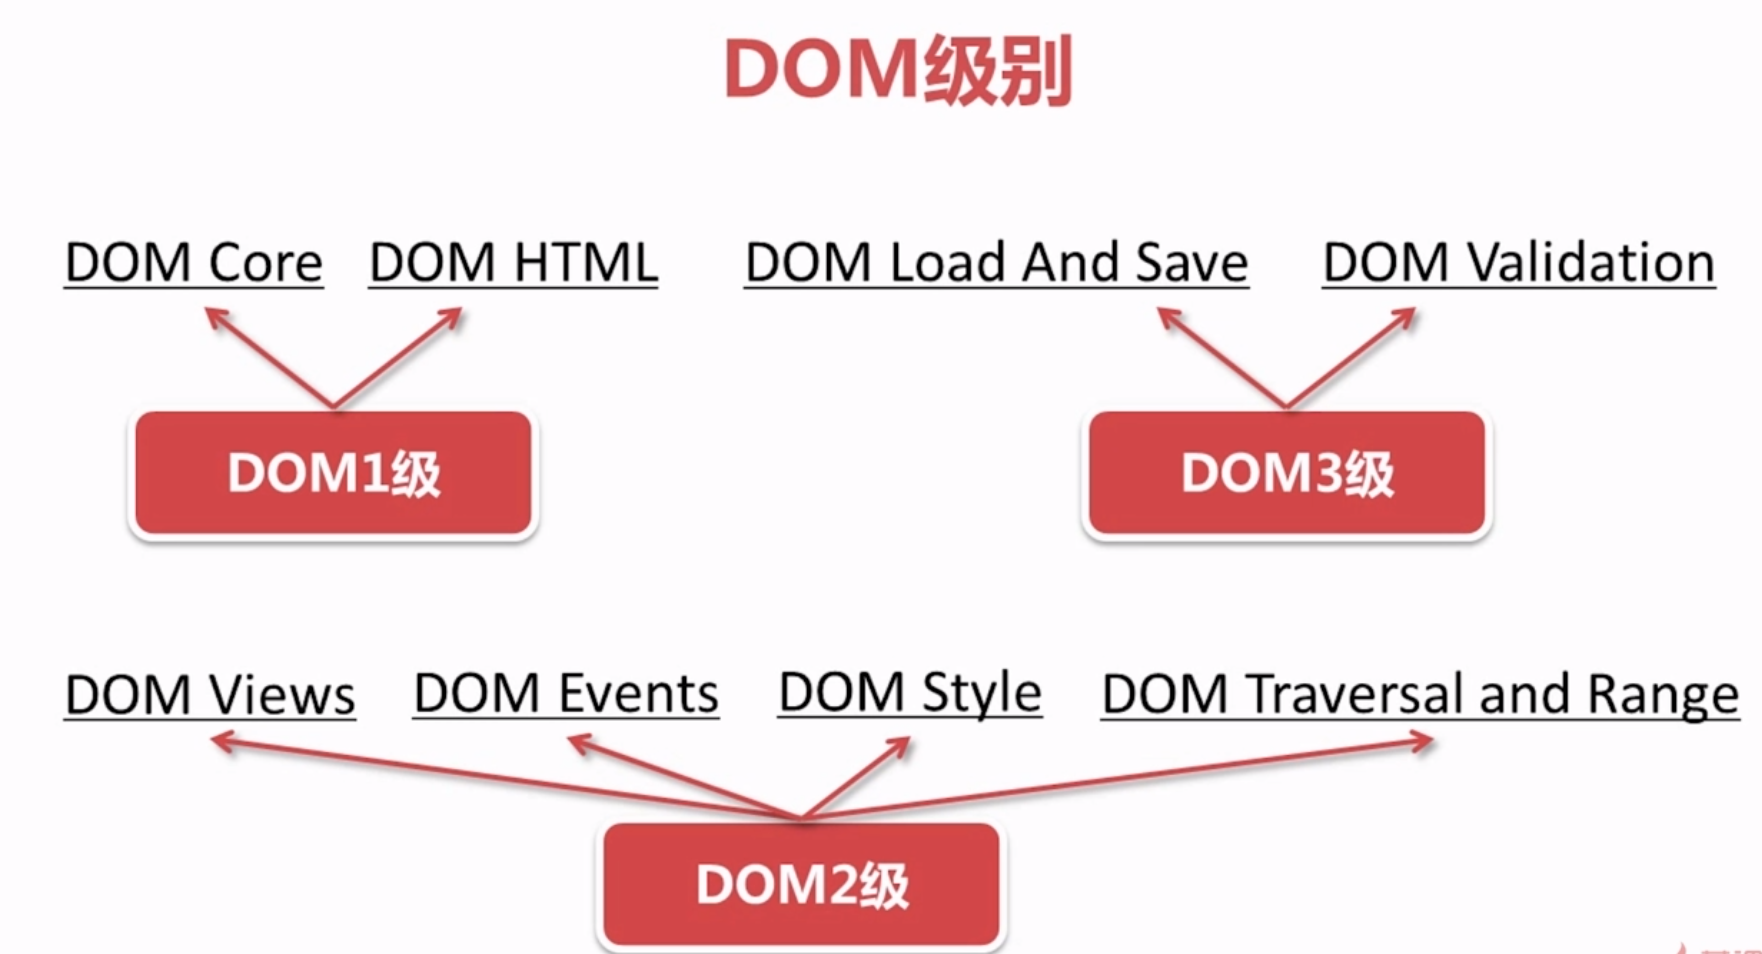 DOM级别
DOM Core DOM HTML DOM Load And Save DOM Validation
DOM1级 DOM3级
DOM Views DOM Events DOM Style DOM Traversal and Range
DOM2级